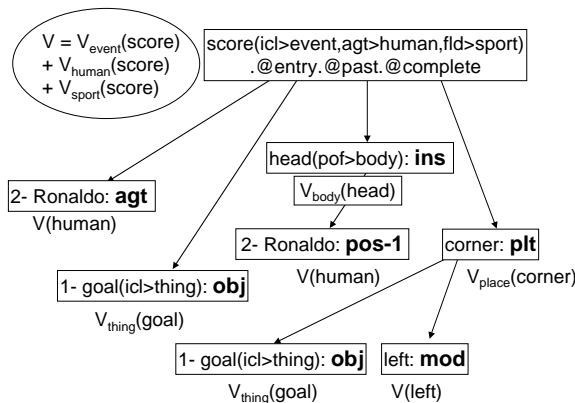 V = Vevent(score)
+ Vhuman(score)
+ Vsport(score)
score(icl>event,agt>human,fld>sport)
.@entry.@past.@complete
head(pof>body): ins
Vbody(head)
2- Ronaldo: agt
V(human)
2- Ronaldo: pos-1
V(human)
corner: plt
Vplace(corner)
1- goal(icl>thing): obj
Vthing(goal)
1- goal(icl>thing): obj
Vthing(goal)
left: mod
V(left)